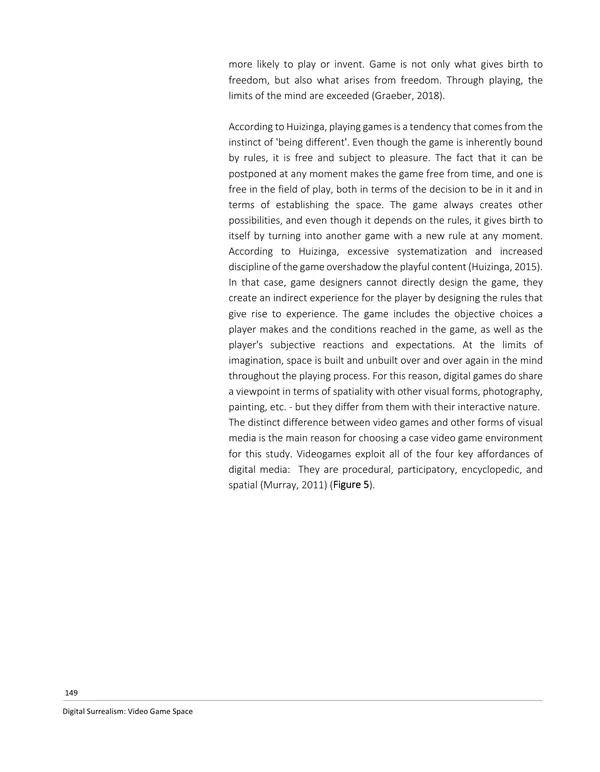 more likely to play or invent. Game is not only what gives birth to
freedom, but also what arises from freedom. Through playing, the
limits of the mind are exceeded (Graeber, 2018).
According to Huizinga, playing games is a tendency that comes from the
instinct of 'being different'. Even though the game is inherently bound
by rules, it is free and subject to pleasure. The fact that it can be
postponed at any moment makes the game free from time, and one is
free in the field of play, both in terms of the decision to be in it and in
terms of establishing the space. The game always creates other
possibilities, and even though it depends on the rules, it gives birth to
itself by turning into another game with a new rule at any moment.
According to Huizinga, excessive systematization and increased
discipline of the game overshadow the playful content (Huizinga, 2015).
In that case, game designers cannot directly design the game, they
create an indirect experience for the player by designing the rules that
give rise to experience. The game includes the objective choices a
player makes and the conditions reached in the game, as well as the
player's subjective reactions and expectations. At the limits of
imagination, space is built and unbuilt over and over again in the mind
throughout the playing process. For this reason, digital games do share
a viewpoint in terms of spatiality with other visual forms, photography,
painting, etc. - but they differ from them with their interactive nature.
The distinct difference between video games and other forms of visual
media is the main reason for choosing a case video game environment
for this study. Videogames exploit all of the four key affordances of
digital media: They are procedural, participatory, encyclopedic, and
spatial (Murray, 2011) (Figure 5).
149
Digital Surrealism: Video Game Space